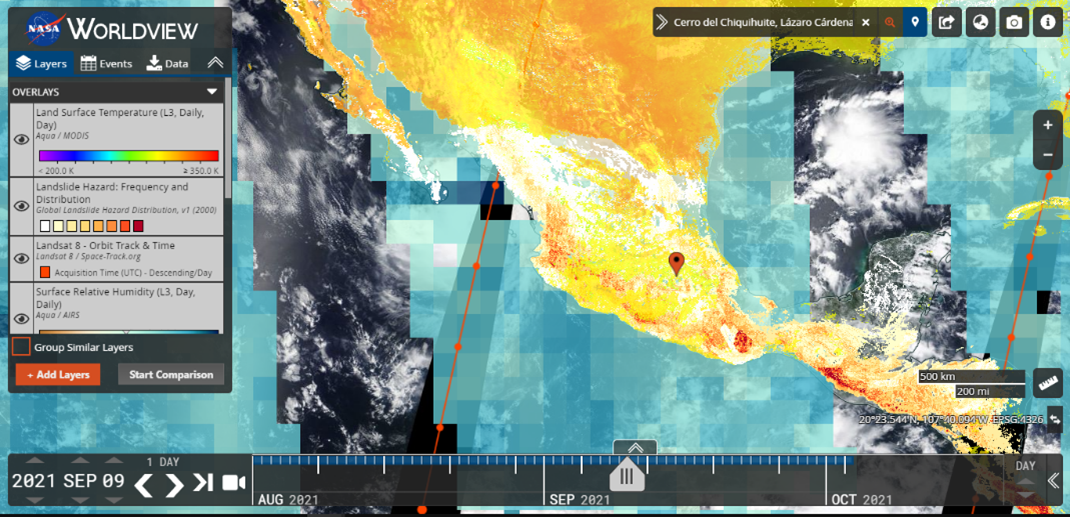 NASA WORLDVIEW
Cerro del Chiquihuite, Lázaro Cárdena
Layers Events Data
OVERLAYS
Land Surface Temperature (L3, Daily,
Day)
Aqua / MODIS
< 200.0 K ≥ 350.0 K
Landslide Hazard: Frequency and
Distribution
Global Landslide Hazard Distribution, v1 (2000)
Landsat 8 - Orbit Track & Time
Landsat 8 / Space-Track.org
Acquisition Time (UTC) - Descending/Day
Surface Relative Humidity (L3, Day,
Daily)
Aqua / AIRS
Group Similar Layers
+ Add Layers Start Comparison
500 km
200 mi
20°23.544'N, 107°40.094'W EPSG:4326
1 DAY
2021 SEP 09
AUG 2021 SEP 2021 OCT 2021
DAY